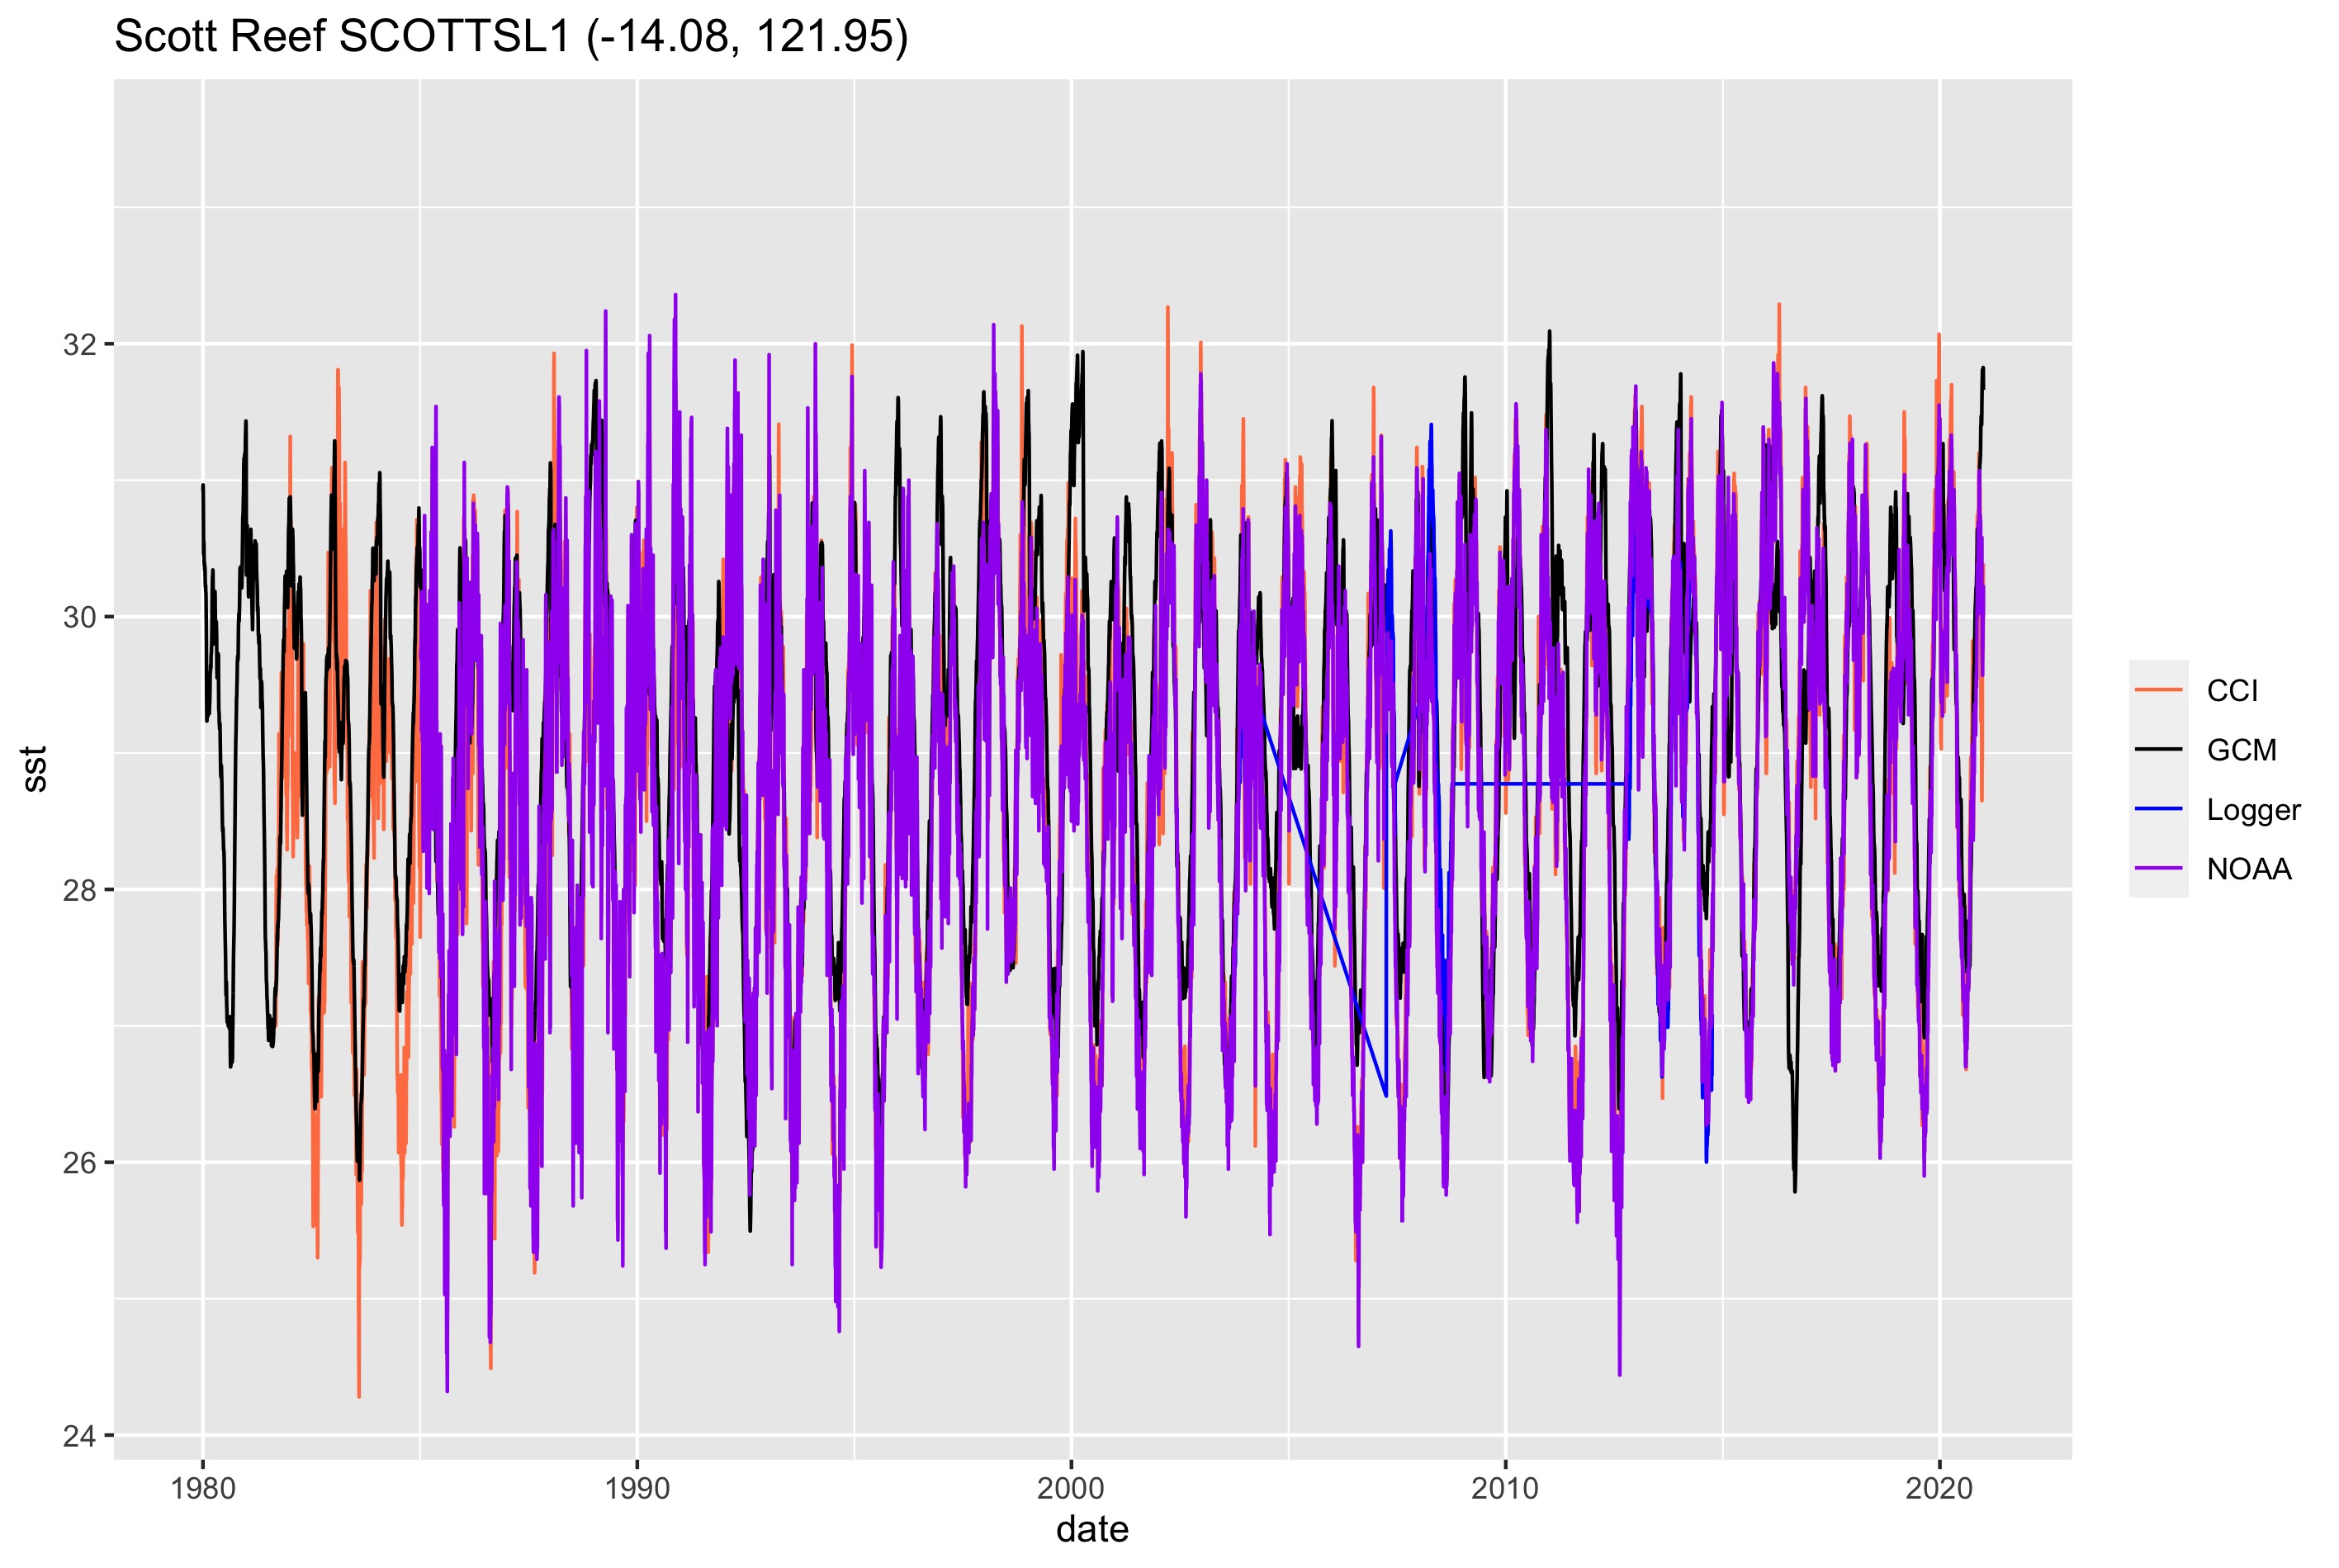 Scott Reef SCOTTSL1 (-14.08, 121.95)
sst
32
30
28
26
24
1980 1990 2000 2010 2020
date
CCI
GCM
Logger
NOAA